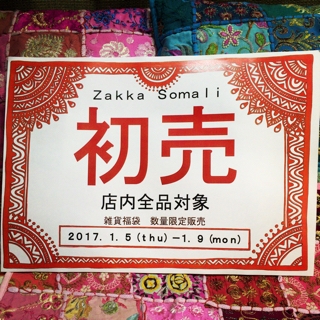 Zakka Somali
初売
店内全品対象
雑貨福袋 数量限定販売
2017.1.5(thu)−1.9(mon)